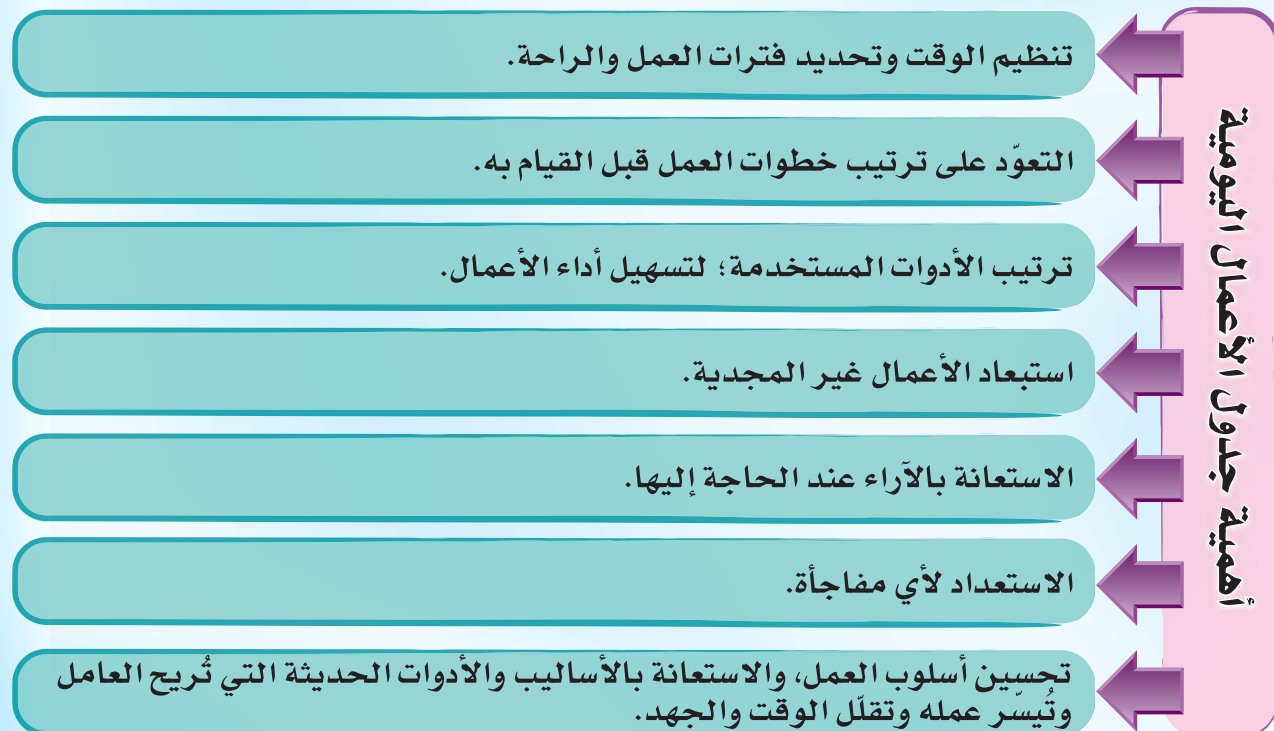 أهمية جدول الأعمال اليومية
تنظيم الوقت وتحديد فترات العمل والراحة.
التعوّد على ترتيب خطوات العمل قبل القيام به.
ترتيب الأدوات المستخدمة؛ لتسهيل أداء الأعمال.
استبعاد الأعمال غير المجدية.
الاستعانة بالآراء عند الحاجة إليها.
الاستعداد لأي مفاجأة.
تحسين أسلوب العمل، والاستعانة بالأساليب والأدوات الحديثة التي تُريح العامل
وتُيسّر عمله وتقلّل الوقت والجهد.